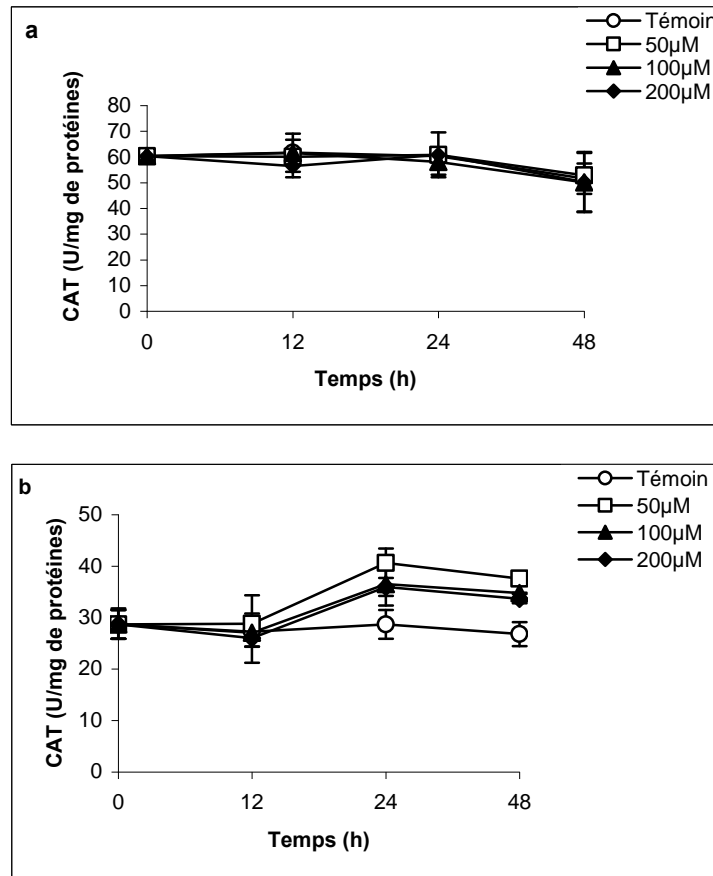 a
Témoin
50µM
100µM
200µM
CAT (U/mg de protéines)
80
70
60
50
40
30
20
10
0
0 12 24 48
Temps (h)
b
Témoin
50µM
100µM
200µM
CAT (U/mg de protéines)
50
40
30
20
10
0
0 12 24 48
Temps (h)